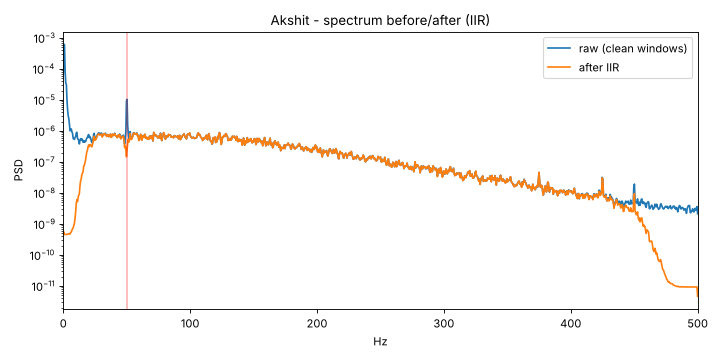 Akshit - spectrum before/after (IIR)
raw (clean windows)
after IIR
PSD
10⁻³
10⁻⁴
10⁻⁵
10⁻⁶
10⁻⁷
10⁻⁸
10⁻⁹
10⁻¹⁰
10⁻¹¹
0 100 200 300 400 500
Hz